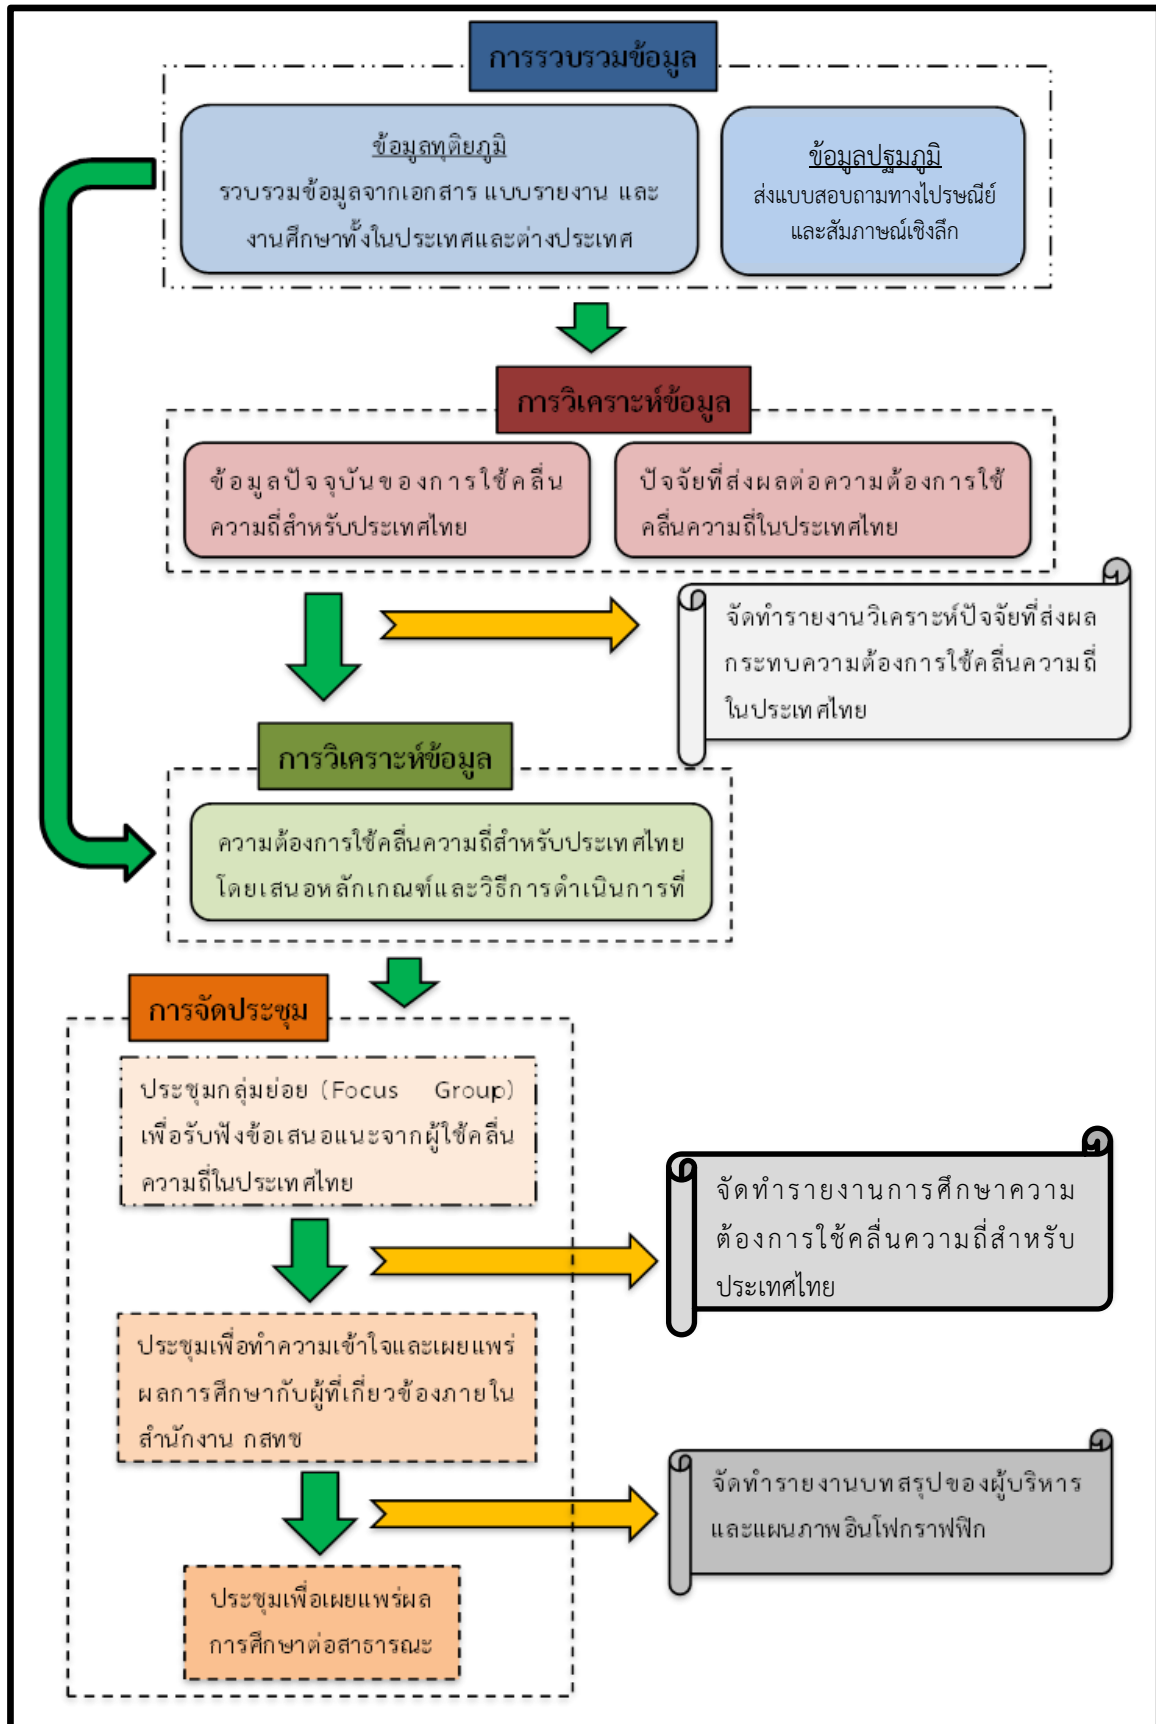 การรวบรวมข้อมูล
ข้อมูลทุติยภูมิ
รวบรวมข้อมูลจากเอกสาร แบบรายงาน และ
งานศึกษาทั้งในประเทศและต่างประเทศ
ข้อมูลปฐมภูมิ
ส่งแบบสอบถามทางไปรษณีย์
และสัมภาษณ์เชิงลึก
การวิเคราะห์ข้อมูล
ข้อมูลปัจจุบันของการใช้คลื่น
ความถี่สำหรับประเทศไทย
ปัจจัยที่ส่งผลต่อความต้องการใช้
คลื่นความถี่ในประเทศไทย
จัดทำรายงานวิเคราะห์ปัจจัยที่ส่งผล
กระทบความต้องการใช้คลื่นความถี่
ในประเทศไทย
การวิเคราะห์ข้อมูล
ความต้องการใช้คลื่นความถี่สำหรับประเทศไทย
โดยเสนอหลักเกณฑ์และวิธีการดำเนินการที่
การจัดประชุม
ประชุมกลุ่มย่อย (Focus Group)
เพื่อรับฟังข้อเสนอแนะจากผู้ใช้คลื่น
ความถี่ในประเทศไทย
จัดทำรายงานการศึกษาความ
ต้องการใช้คลื่นความถี่สำหรับ
ประเทศไทย
ประชุมเพื่อทำความเข้าใจและเผยแพร่
ผลการศึกษากับผู้ที่เกี่ยวข้องภายใน
สำนักงาน กสทช
จัดทำรายงานบทสรุปของผู้บริหาร
และแผนภาพอินโฟกราฟฟิก
ประชุมเพื่อเผยแพร่ผล
การศึกษาต่อสาธารณะ